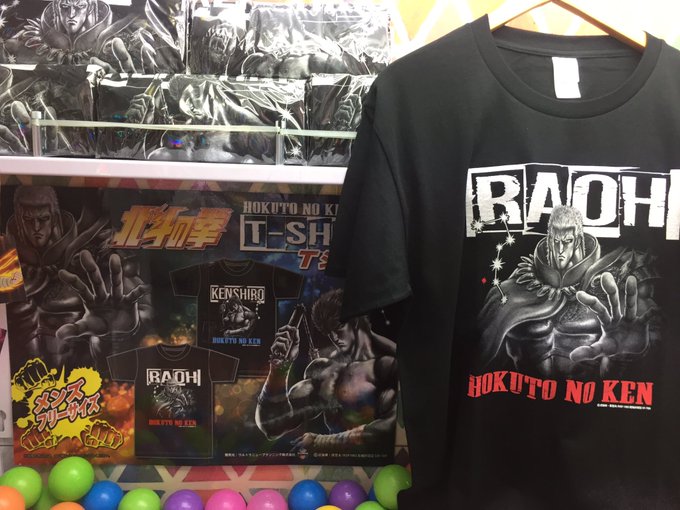 北斗の拳
HOKUTO NO
T-SH
KENSHIRO
HOKUTO NO KEN
RAOH
HOKUTO NO KEN
メンズ
フリーサイズ
RAOH
HOKUTO NO KEN